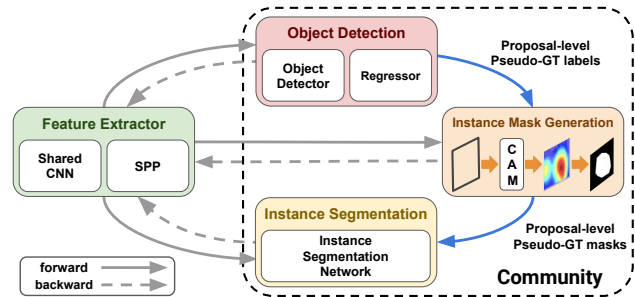 Object Detection
Object
Detector
Regressor
Proposal-level
Pseudo-GT labels
Feature Extractor
Shared
CNN
SPP
Instance Mask Generation
C
A
M
Instance Segmentation
Instance
Segmentation
Network
Proposal-level
Pseudo-GT masks
forward
backward
Community